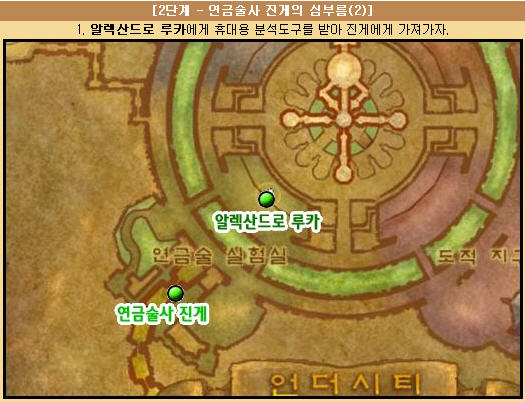 [2단계 - 연금술사 진게의 심부름(2)]
1. 알렉산드로 루카에게 휴대용 분석도구를 받아 진게에게 가져가자.
알렉산드로 루카
연금술 실험실
도적 지구
연금술사 진게
언더시티